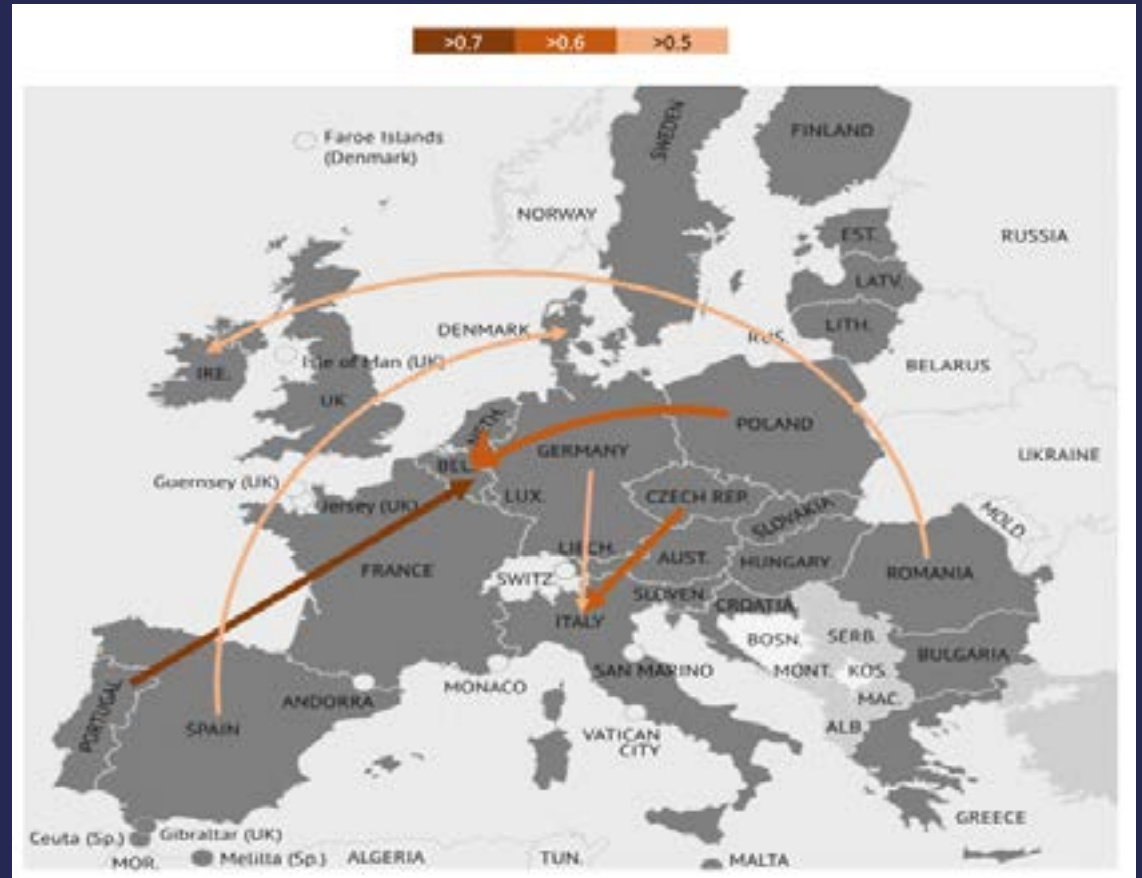 >0.7 >0.6 >0.5
Faroe Islands
(Denmark)
SWEDEN
FINLAND
NORWAY
RUSSIA
EST.
LATV.
LITH.
RUS.
DENMARK
Isle of Man (UK)
IRE.
UK
BELARUS
NETH.
POLAND
GERMANY
BEL.
UKRAINE
Guernsey (UK)
Jersey (UK)
LUX.
CZECH REP.
SLOVAKIA
MOLD.
LIECH.
AUST.
HUNGARY
FRANCE
SWITZ.
ROMANIA
SLOVEN.
CROATIA
ITALY
BOSN.
SERB.
BULGARIA
SAN MARINO
MONT.
KOS.
MONACO
ANDORRA
MAC.
PORTUGAL
SPAIN
VATICAN
CITY
ALB.
GREECE
Ceuta (Sp.)
Gibraltar (UK)
MOR.
Melilla (Sp.)
ALGERIA
TUN.
MALTA